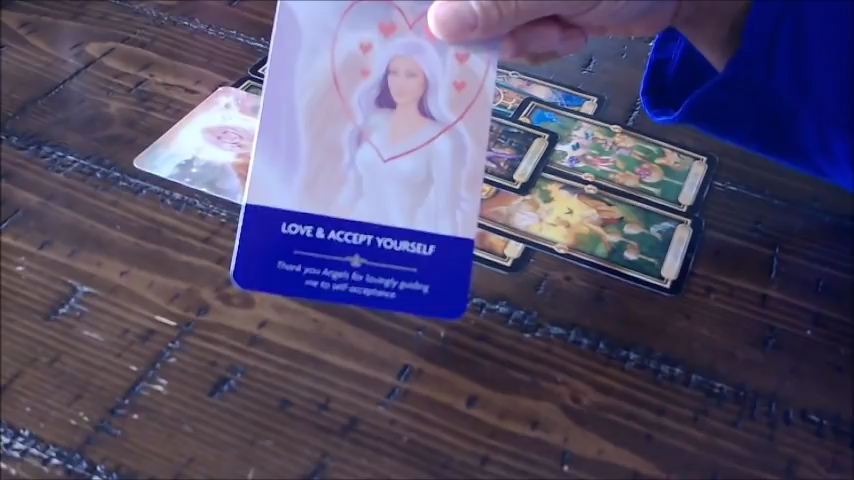 LOVE & ACCEPT YOURSELF
Thank you Angels for lovingly guiding
me to self-acceptance